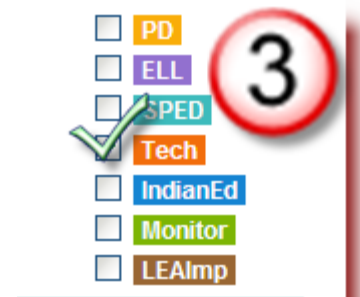 PD
ELL
3
SPED
Tech
IndianEd
Monitor
LEAImp